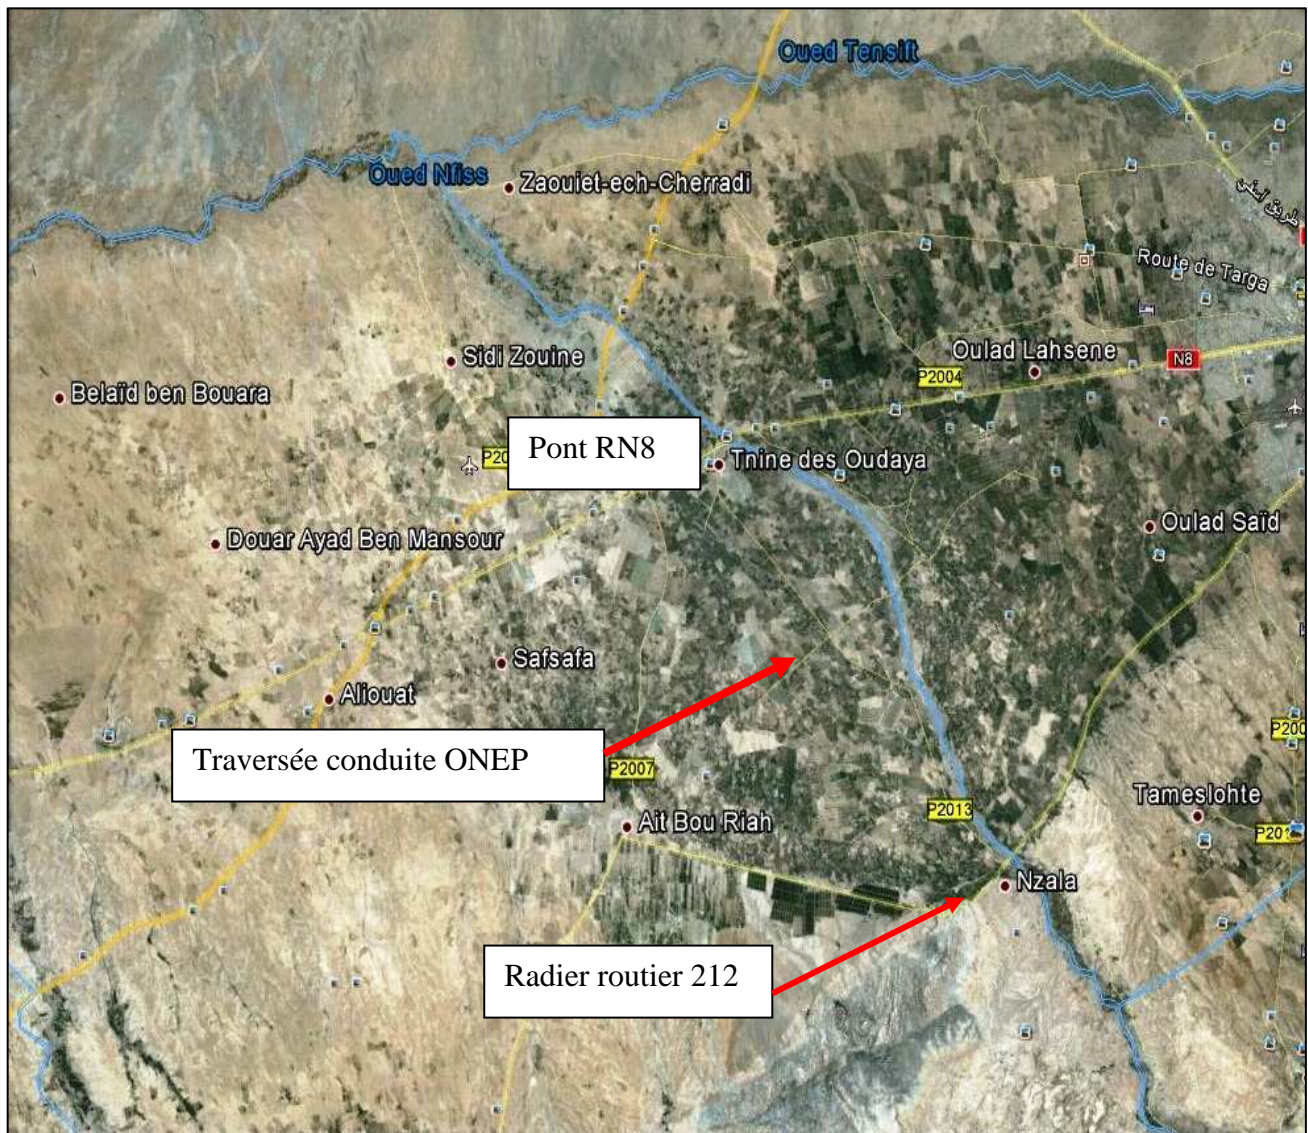 Oued Tensift
Oued Nfiss
Zaouiet-ech-Cherradi
طريق اسفي
Route de Targa
Sidi Zouine
Oulad Lahsene
N8
P2004
Belaïd ben Bouara
Pont RN8
Tnine des Oudaya
Oulad Saïd
Douar Ayad Ben Mansour
Safsafa
Aliouat
Traversée conduite ONEP
P2007
P2013
Tameslohte
Ait Bou Riah
Nzala
Radier routier 212